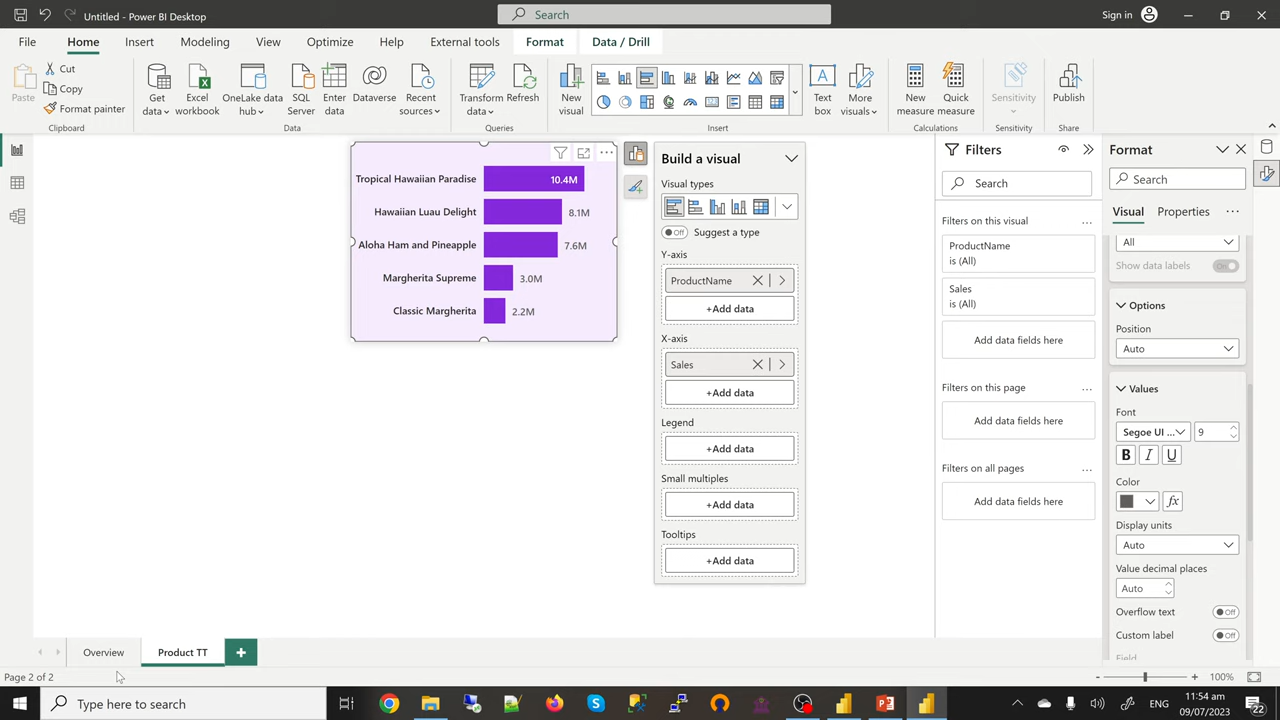 Untitled - Power BI Desktop
Search
Sign in
File
Home
Insert
Modeling
View
Optimize
Help
External tools
Format
Data / Drill
Paste
Cut
Copy
Format painter
Clipboard
Get data
Excel workbook
OneLake data hub
SQL Server
Enter data
Dataverse
Recent sources
Data
Transform data
Refresh
Queries
New visual
Text box
More visuals
Insert
New measure
Quick measure
Calculations
Sensitivity
Sensitivity
Publish
Share
Tropical Hawaiian Paradise 10.4M
Hawaiian Luau Delight 8.1M
Aloha Ham and Pineapple 7.6M
Margherita Supreme 3.0M
Classic Margherita 2.2M
Build a visual
Visual types
Off Suggest a type
Y-axis
ProductName
+Add data
X-axis
Sales
+Add data
Legend
+Add data
Small multiples
+Add data
Tooltips
+Add data
Filters
Search
Filters on this visual
ProductName
is (All)
Sales
is (All)
Add data fields here
Filters on this page
Add data fields here
Filters on all pages
Add data fields here
Format
Search
Visual
Properties
All
Show data labels On
Options
Position
Auto
Values
Font
Segoe UI ...
9
B I U
Color
fx
Display units
Auto
Value decimal places
Auto
Overflow text Off
Custom label Off
Field
Overview
Product TT
Page 2 of 2
100%
Type here to search
ENG
11:54 am
09/07/2023
22